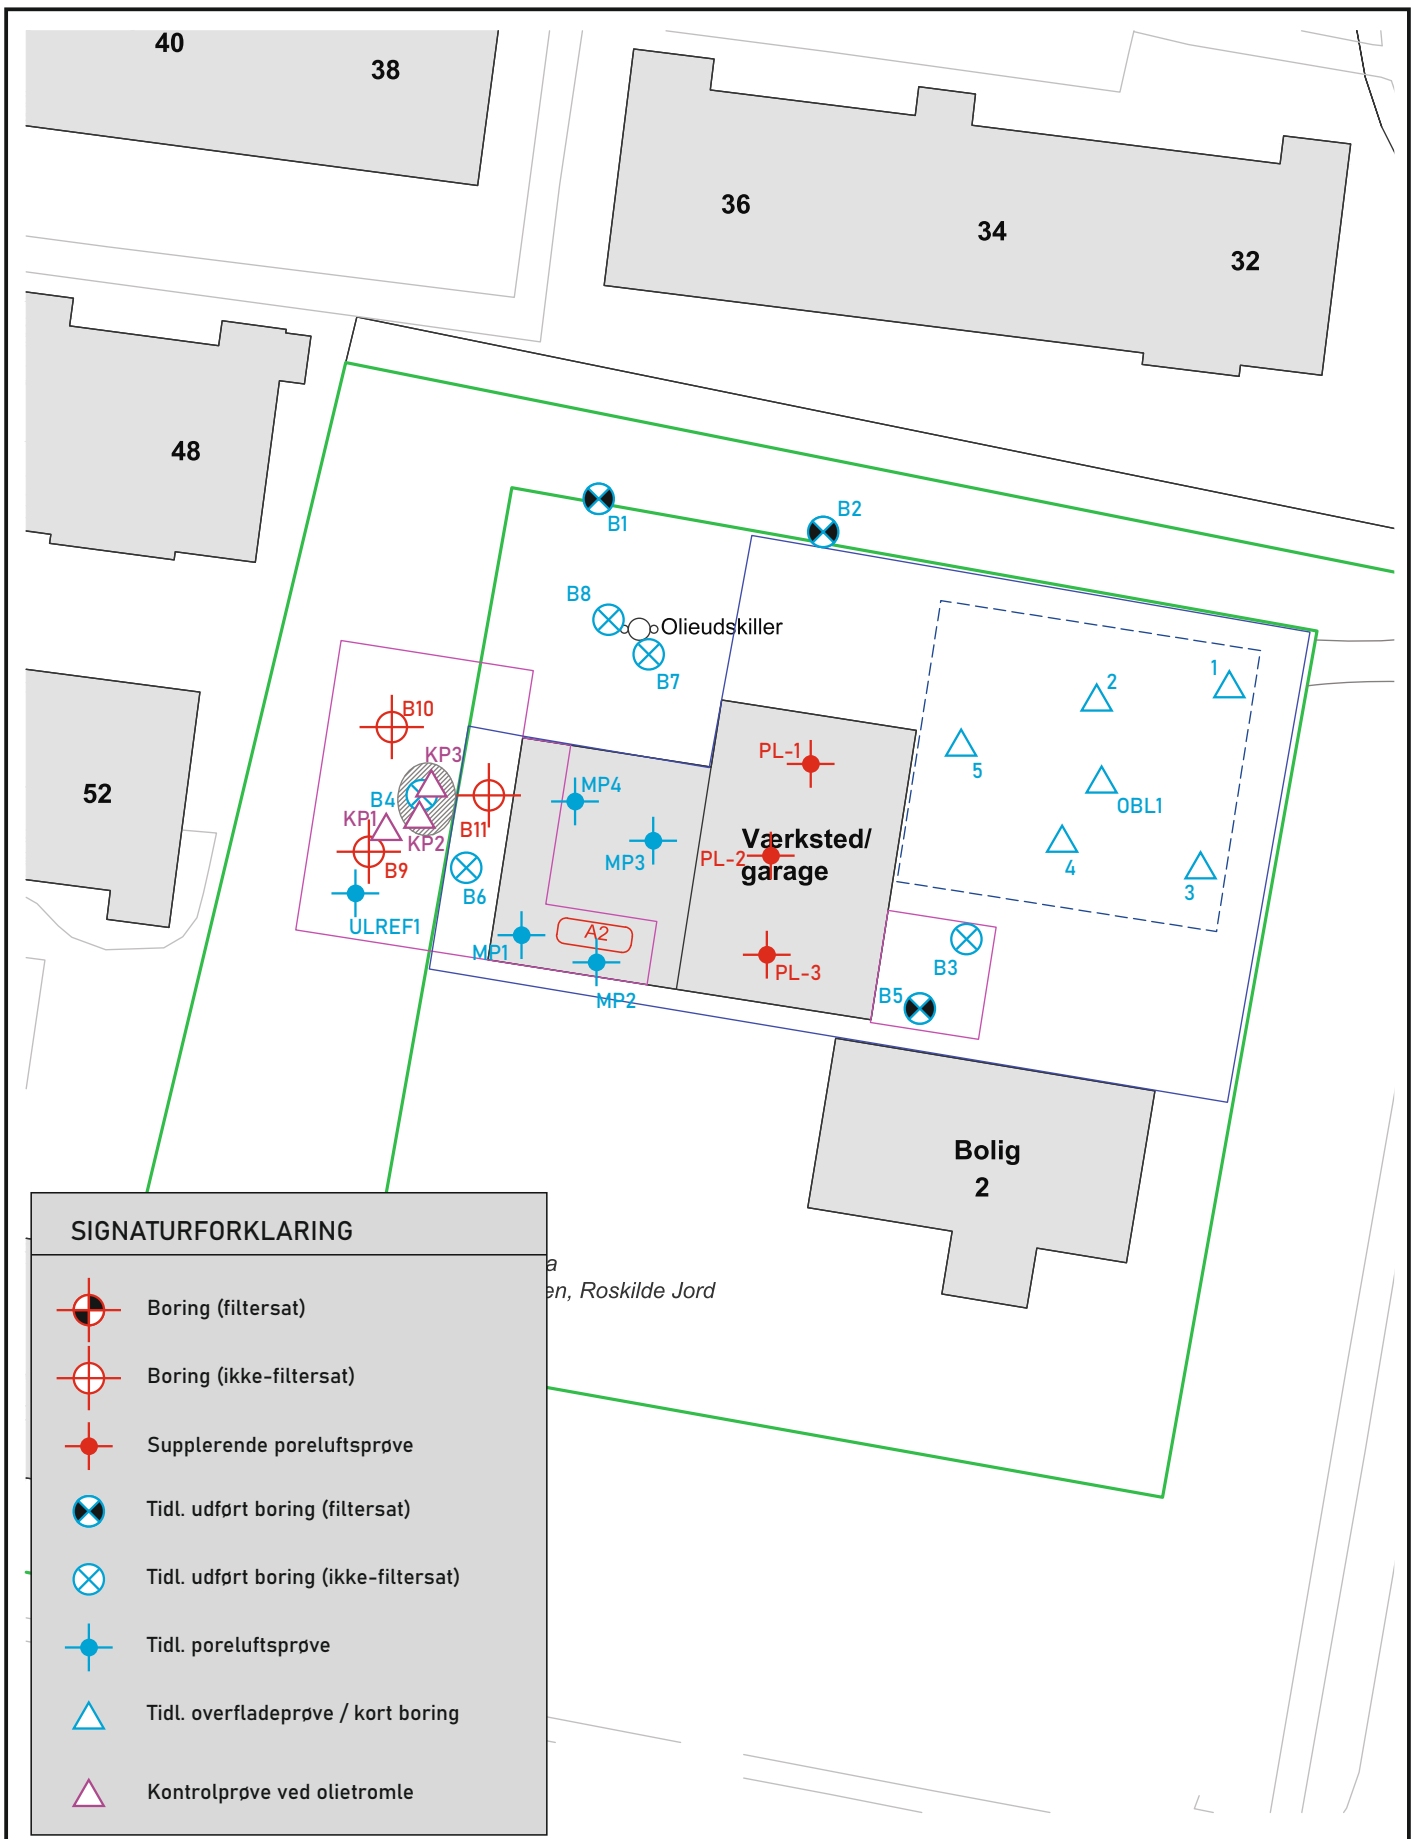 40
38
36
34
32
48
B1
B2
B8
Olieudskiller
B7
1
2
5
OBL1
4
3
B10
KP3
B4
KP1
KP2
B11
B9
B6
ULREF1
52
MP4
MP3
MP1
A2
MP2
PL-1
Værksted/
PL-2
garage
PL-3
B3
B5
Bolig
2
a
en, Roskilde Jord
SIGNATURFORKLARING
Boring (filtersat)
Boring (ikke-filtersat)
Supplerende poreluftsprøve
Tidl. udført boring (filtersat)
Tidl. udført boring (ikke-filtersat)
Tidl. poreluftsprøve
Tidl. overfladeprøve / kort boring
Kontrolprøve ved olietromle